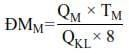 ĐM_M = (Q_M × T_M) / (Q_KL × 8)